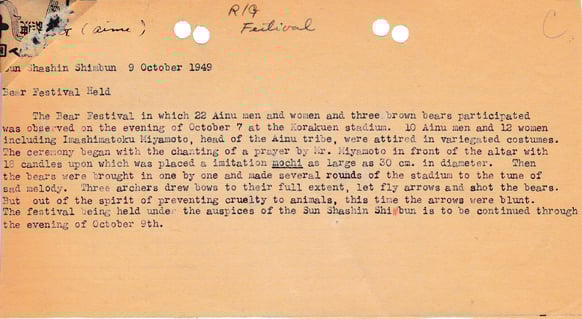 R/G
Festival
(aime)
C.
Sun Shashin Shimbun 9 October 1949
Bear Festival Held
The Bear Festival in which 22 Ainu men and women and three brown bears participated
was observed on the evening of October 7 at the Korakuen stadium. 10 Ainu men and 12 women
including Imashimatoku Miyamoto, head of the Ainu tribe, were attired in variegated costumes.
The ceremony began with the chanting of a prayer by Mr. Miyamoto in front of the altar with
18 candles upon which was placed a imitation mochi as large as 30 cm. in diameter. Then
the bears were brought in one by one and made several rounds of the stadium to the tune of
sad melody. Three archers drew bows to their full extent, let fly arrows and shot the bears.
But out of the spirit of preventing cruelty to animals, this time the arrows were blunt.
The festival being held under the auspices of the Sun Shashin Shimbun is to be continued through
the evening of October 9th.